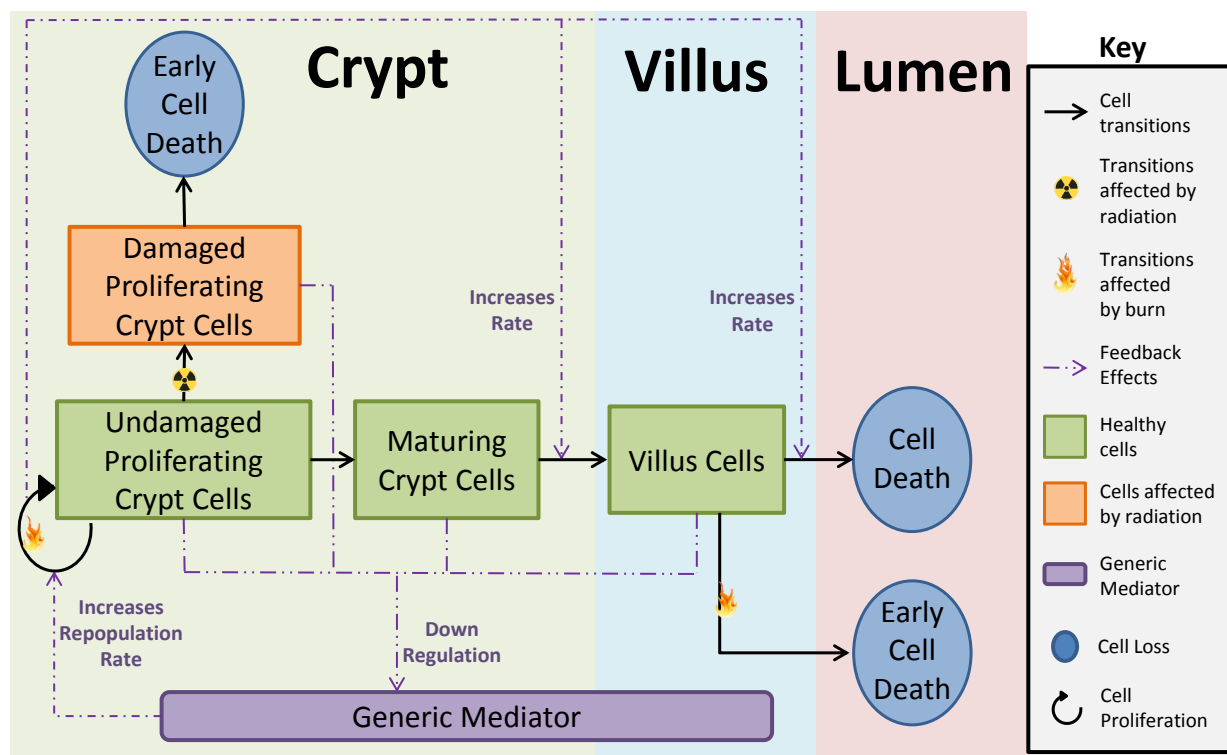 Crypt
Villus
Lumen
Early
Cell
Death
Damaged
Proliferating
Crypt Cells
Increases
Rate
Increases
Rate
Undamaged
Proliferating
Crypt Cells
Maturing
Crypt Cells
Villus Cells
Cell
Death
Increases
Repopulation
Rate
Down
Regulation
Early
Cell
Death
Generic Mediator
Key
Cell
transitions
Transitions
affected by
radiation
Transitions
affected
by burn
Feedback
Effects
Healthy
cells
Cells affected
by radiation
Generic
Mediator
Cell Loss
Cell
Proliferation